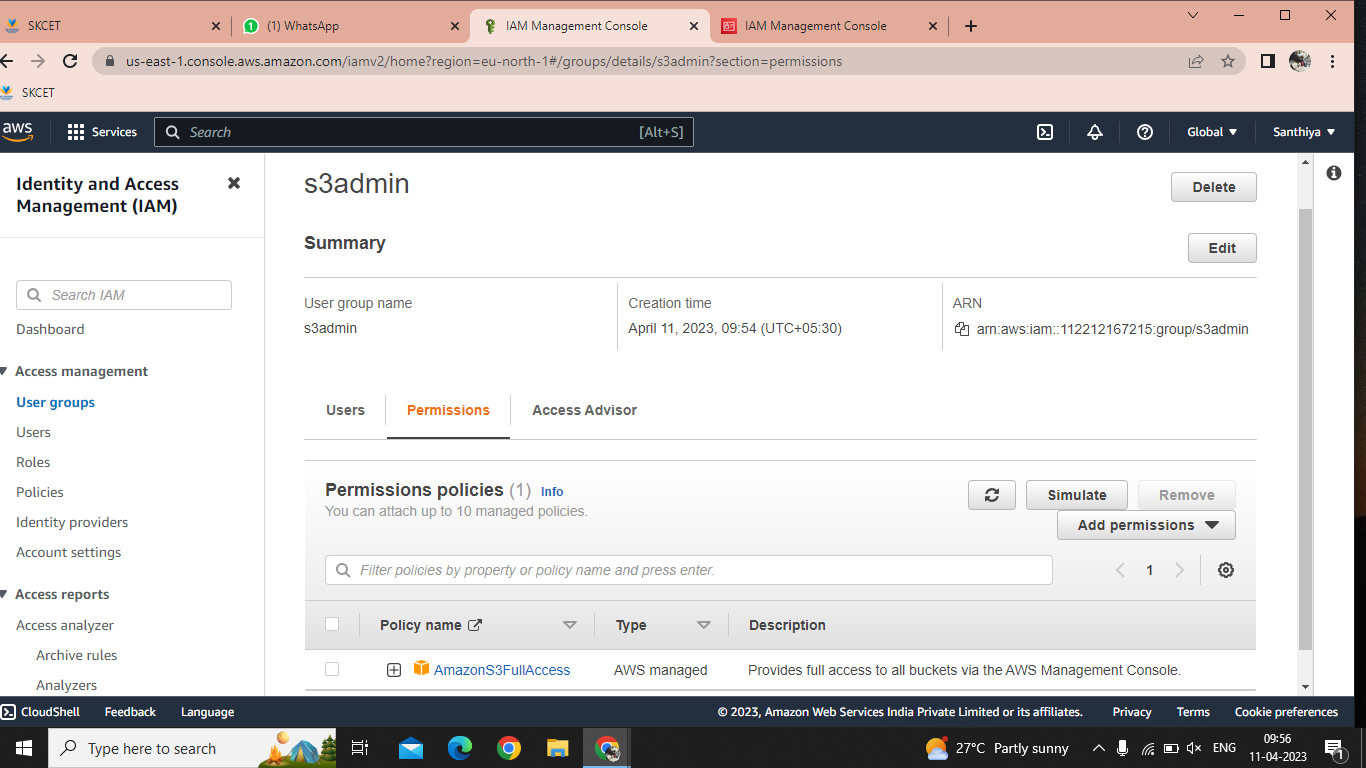 SKCET
(1) WhatsApp
IAM Management Console
IAM Management Console
us-east-1.console.aws.amazon.com/iamv2/home?region=eu-north-1#/groups/details/s3admin?section=permissions
SKCET
aws
Services
Search
[Alt+S]
Global
Santhiya
Identity and Access
Management (IAM)
Search IAM
Dashboard
Access management
User groups
Users
Roles
Policies
Identity providers
Account settings
Access reports
Access analyzer
Archive rules
Analyzers
s3admin
Delete
Summary
Edit
User group name
s3admin
Creation time
April 11, 2023, 09:54 (UTC+05:30)
ARN
arn:aws:iam::112212167215:group/s3admin
Users
Permissions
Access Advisor
Permissions policies (1) Info
You can attach up to 10 managed policies.
Simulate
Remove
Add permissions
Filter policies by property or policy name and press enter.
1
Policy name
Type
Description
AmazonS3FullAccess
AWS managed
Provides full access to all buckets via the AWS Management Console.
CloudShell
Feedback
Language
© 2023, Amazon Web Services India Private Limited or its affiliates.
Privacy
Terms
Cookie preferences
Type here to search
27°C Partly sunny
ENG
09:56
11-04-2023
1